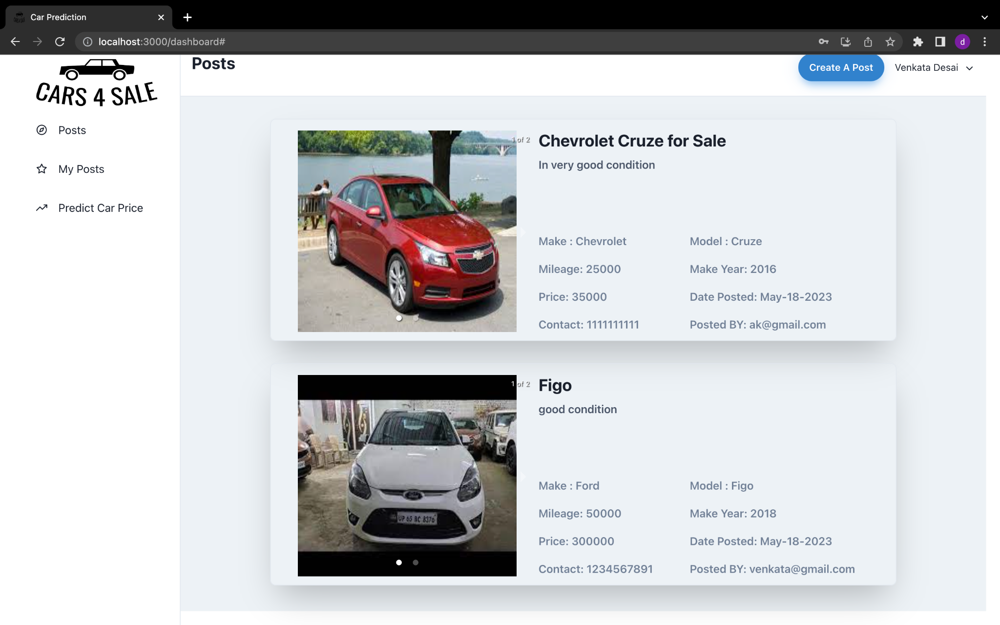 Car Prediction
localhost:3000/dashboard#
d
CARS 4 SALE
Posts
My Posts
Predict Car Price
Posts
Create A Post
Venkata Desai
1 of 2
Chevrolet Cruze for Sale
In very good condition
Make : Chevrolet
Model : Cruze
Mileage: 25000
Make Year: 2016
Price: 35000
Date Posted: May-18-2023
Contact: 1111111111
Posted BY: ak@gmail.com
1 of 2
Figo
good condition
Ford
UP 65 BC 8376
Make : Ford
Model : Figo
Mileage: 50000
Make Year: 2018
Price: 300000
Date Posted: May-18-2023
Contact: 1234567891
Posted BY: venkata@gmail.com